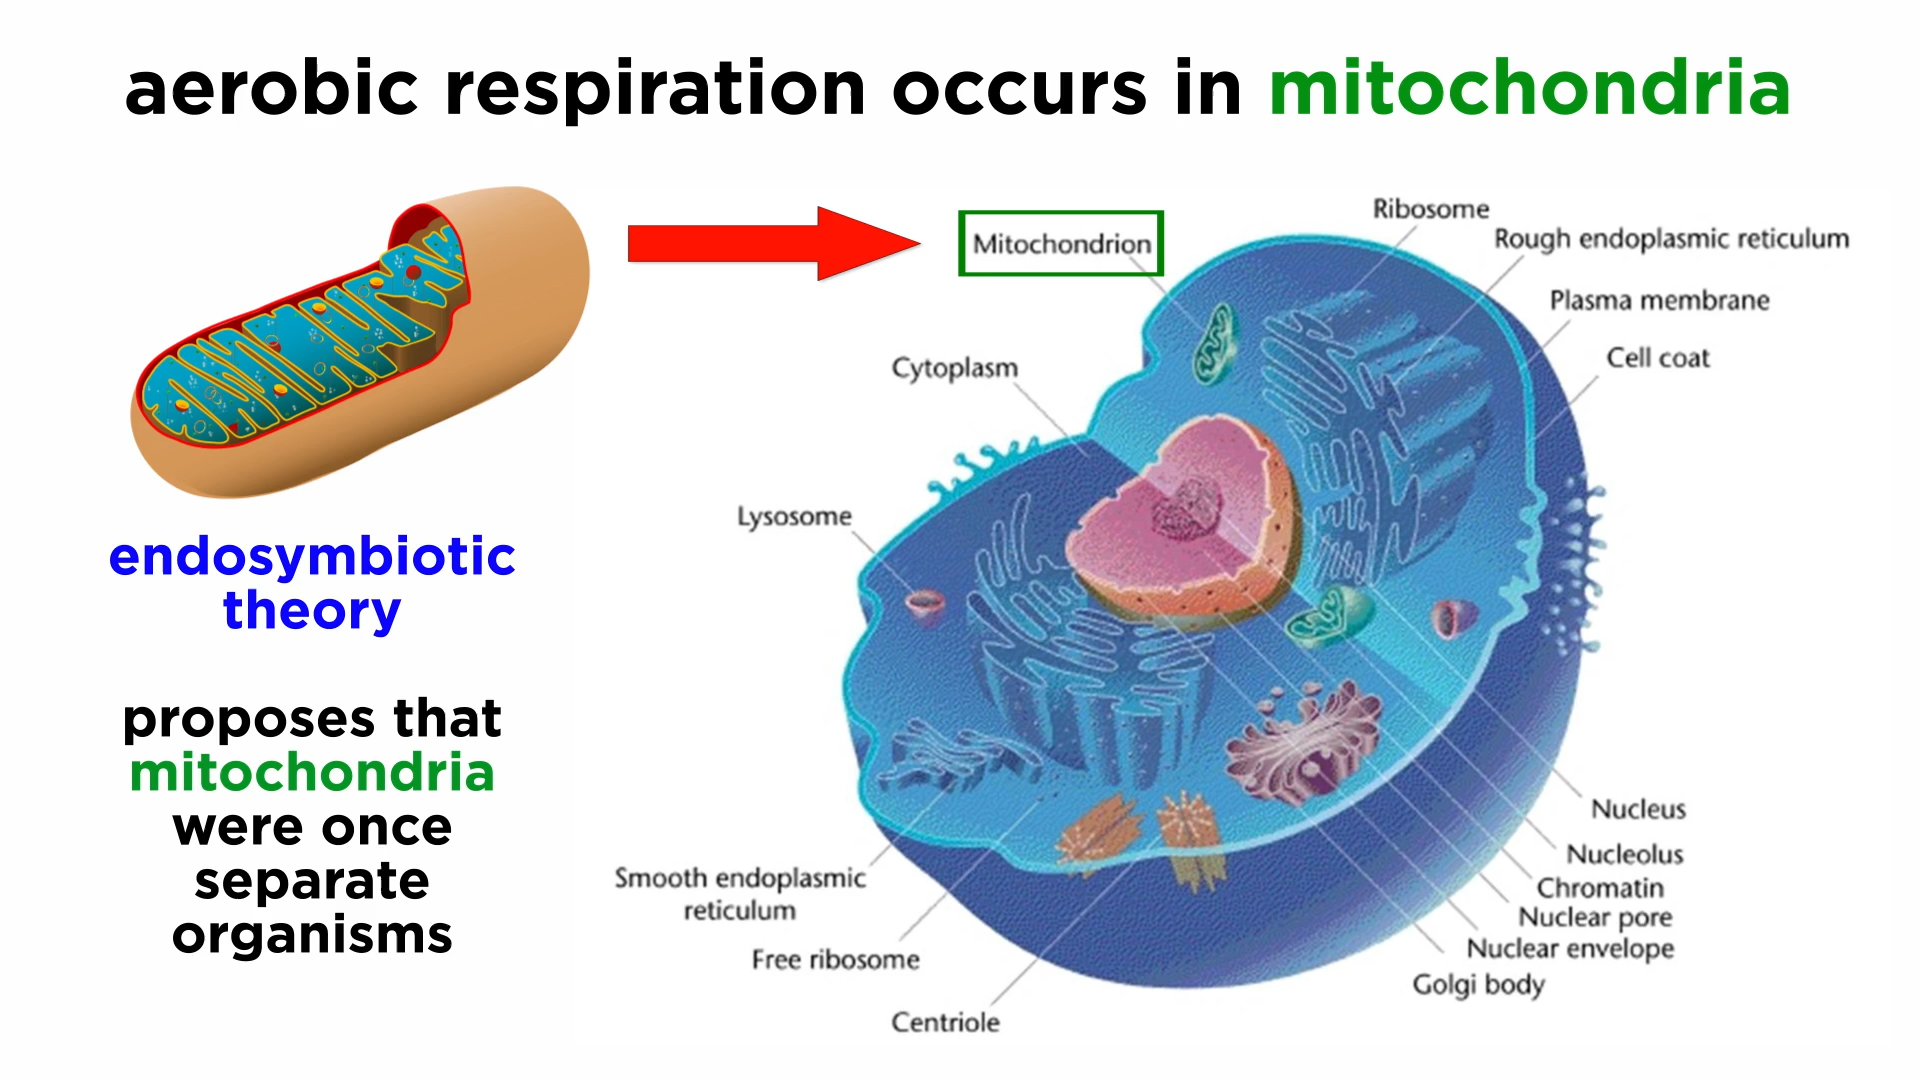 aerobic respiration occurs in mitochondria
endosymbiotic
theory
proposes that
mitochondria
were once
separate
organisms
Mitochondrion
Ribosome
Rough endoplasmic reticulum
Plasma membrane
Cell coat
Cytoplasm
Lysosome
Smooth endoplasmic
reticulum
Free ribosome
Centriole
Nucleus
Nucleolus
Chromatin
Nuclear pore
Nuclear envelope
Golgi body